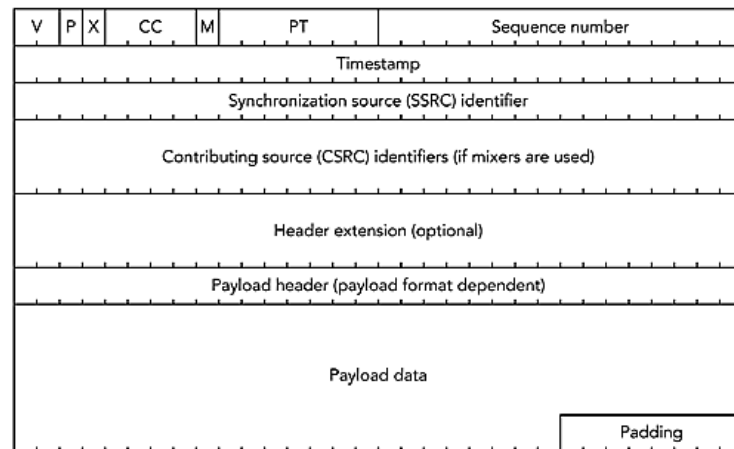 V P X CC M PT Sequence number
Timestamp
Synchronization source (SSRC) identifier
Contributing source (CSRC) identifiers (if mixers are used)
Header extension (optional)
Payload header (payload format dependent)
Payload data
Padding